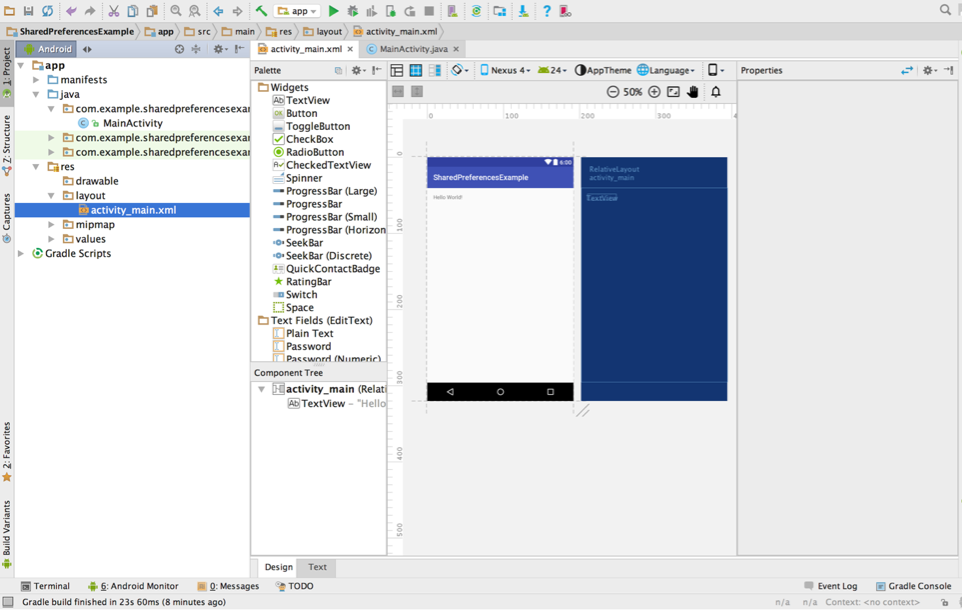 app
SharedPreferencesExample app src main res layout activity_main.xml
Android
activity_main.xml MainActivity.java
1: Project
Z: Structure
Captures
2: Favorites
Build Variants
app
manifests
java
com.example.sharedpreferencesexar
MainActivity
com.example.sharedpreferencesexar
com.example.sharedpreferencesexar
res
drawable
layout
activity_main.xml
mipmap
values
Gradle Scripts
Palette
Widgets
TextView
Button
ToggleButton
CheckBox
RadioButton
CheckedTextView
Spinner
ProgressBar (Large)
ProgressBar
ProgressBar (Small)
ProgressBar (Horizon
SeekBar
SeekBar (Discrete)
QuickContactBadge
RatingBar
Switch
Space
Text Fields (EditText)
Plain Text
Password
Password (Numeric)
Component Tree
activity_main (Relati
Ab TextView – "Hello
Nexus 4 24 AppTheme Language
50%
0 100 200 300 4
0
100
200
300
400
500
6:00
SharedPreferencesExample
Hello World!
RelativeLayout
activity_main
TextView
Properties
Design Text
Terminal 6: Android Monitor 0: Messages TODO Event Log Gradle Console
Gradle build finished in 23s 60ms (8 minutes ago) n/a n/a Context: <no context>